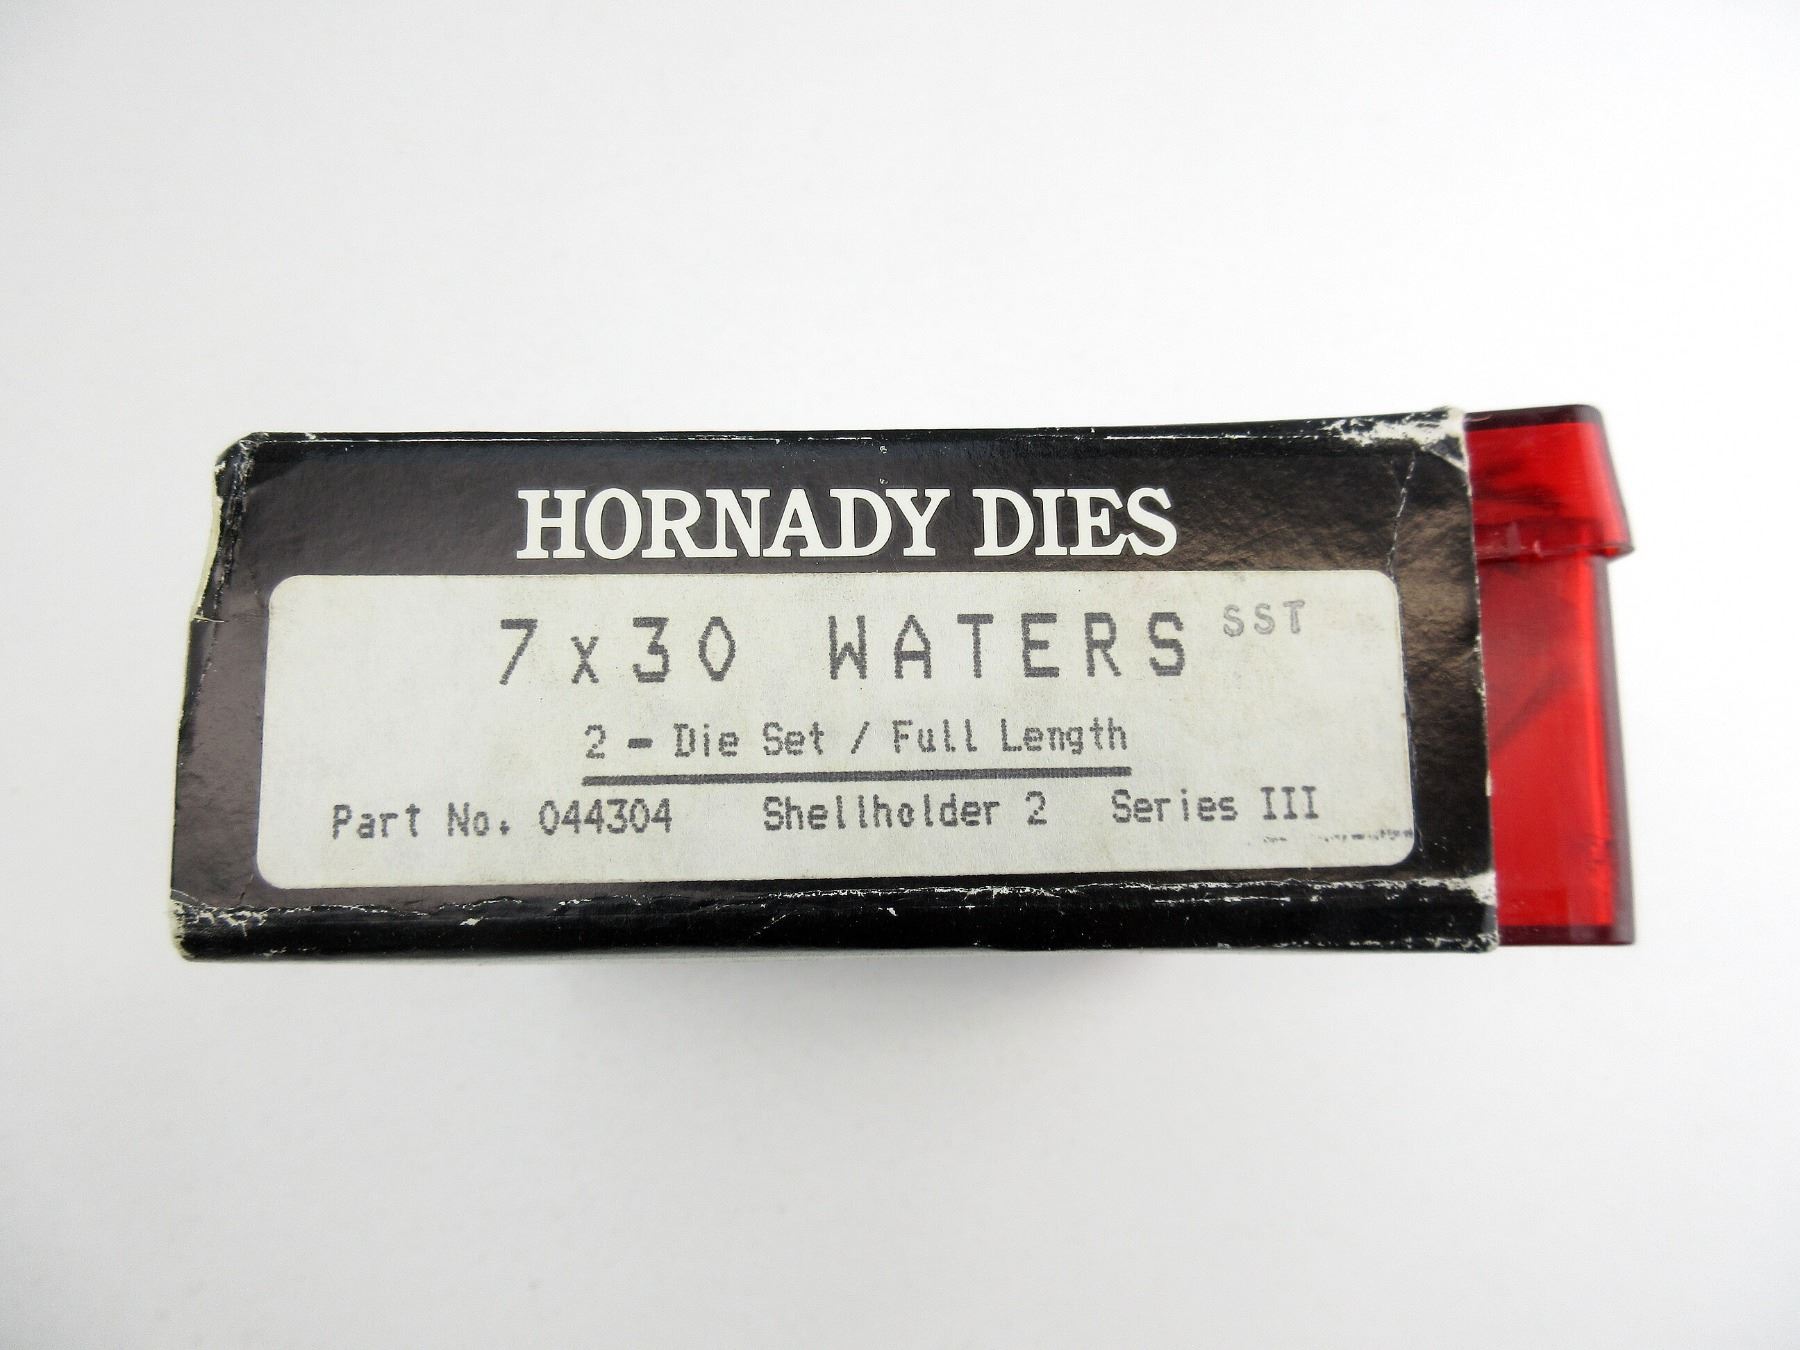 HORNADY DIES
7x30 WATERS SST
2 - Die Set / Full Length
Part No. 044304 Shellholder 2 Series III